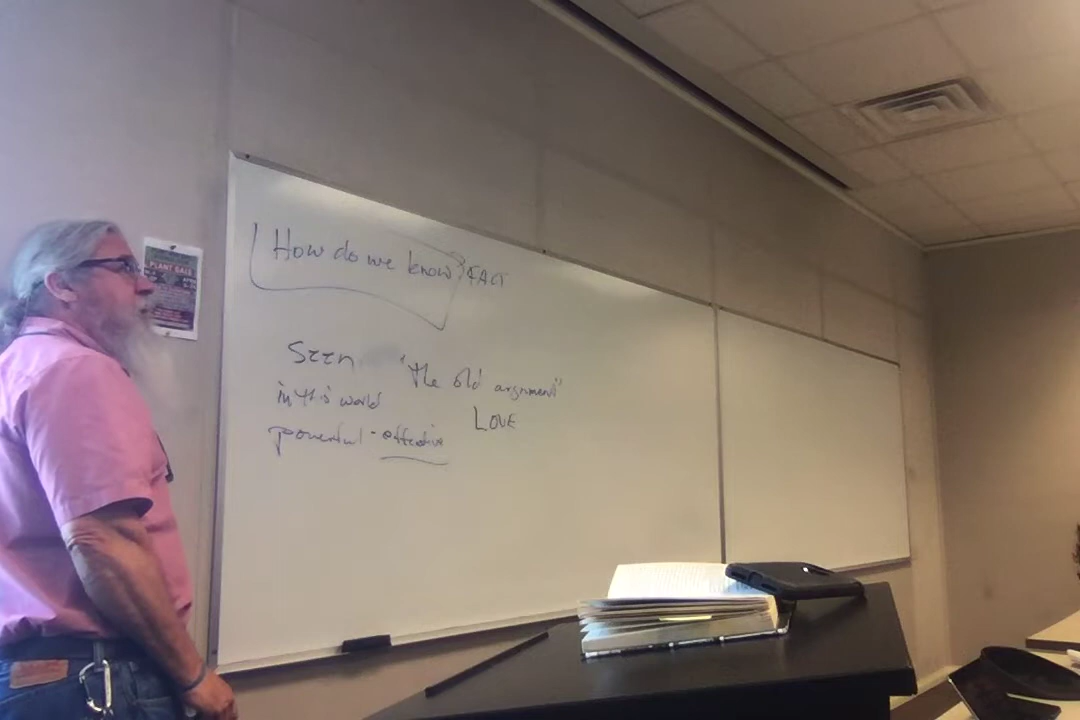 PLANT SALE
How do we know? FACT
Seen
"the old argument"
in this world
LOVE
powerful - effective